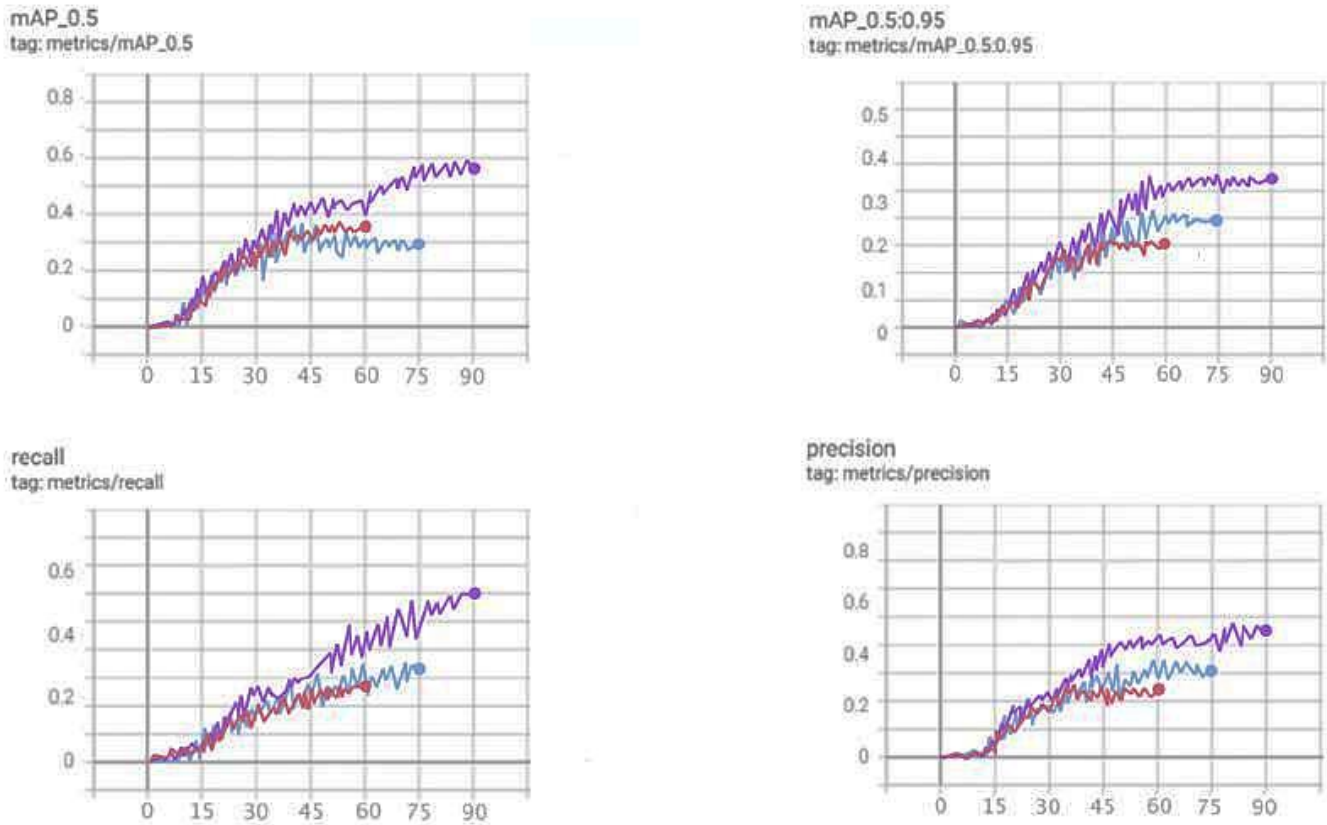 mAP_0.5
tag: metrics/mAP_0.5
0.8
0.6
0.4
0.2
0
0 15 30 45 60 75 90
mAP_0.5:0.95
tag: metrics/mAP_0.5:0.95
0.5
0.4
0.3
0.2
0.1
0
0 15 30 45 60 75 90
recall
tag: metrics/recall
0.6
0.4
0.2
0
0 15 30 45 60 75 90
precision
tag: metrics/precision
0.8
0.6
0.4
0.2
0
0 15 30 45 60 75 90